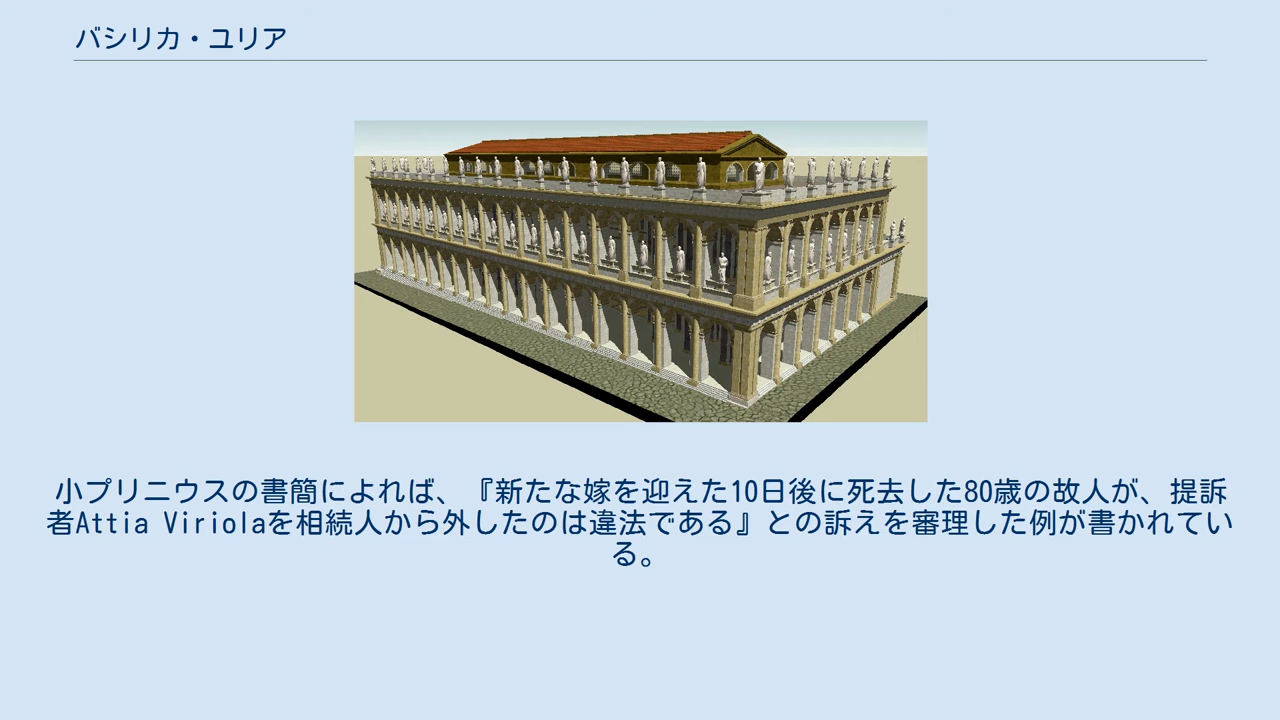 バシリカ・ユリア
小プリニウスの書簡によれば、『新たな嫁を迎えた10日後に死去した80歳の故人が、提訴
者Attia Viriolaを相続人から外したのは違法である』との訴えを審理した例が書かれてい
る。